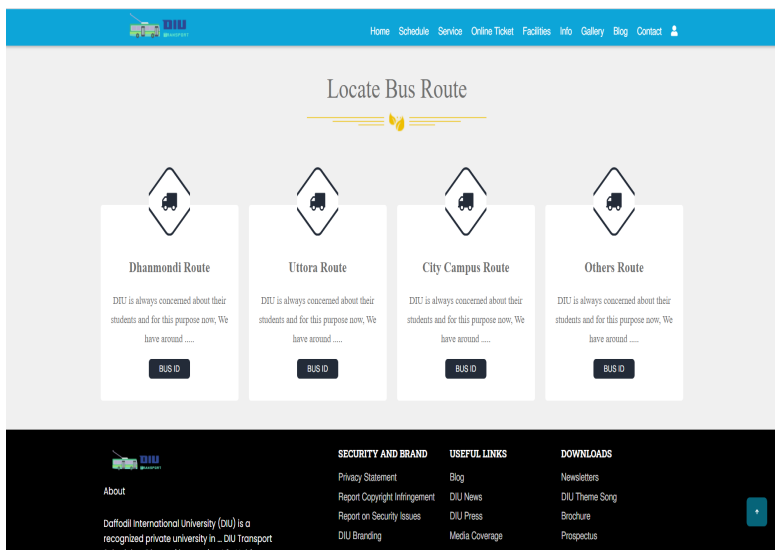 DIU
TRANSPORT
Home Schedule Service Online Ticket Facilities Info Gallery Blog Contact
Locate Bus Route
Dhanmondi Route
DIU is always concerned about their
students and for this purpose now, We
have around .....
BUS ID
Uttora Route
DIU is always concerned about their
students and for this purpose now, We
have around .....
BUS ID
City Campus Route
DIU is always concerned about their
students and for this purpose now, We
have around .....
BUS ID
Others Route
DIU is always concerned about their
students and for this purpose now, We
have around .....
BUS ID
DIU
TRANSPORT
About
Daffodil International University (DIU) is a
recognized private university in ... DIU Transport
SECURITY AND BRAND
Privacy Statement
Report Copyright Infringement
Report on Security Issues
DIU Branding
USEFUL LINKS
Blog
DIU News
DIU Press
Media Coverage
DOWNLOADS
Newsletters
DIU Theme Song
Brochure
Prospectus